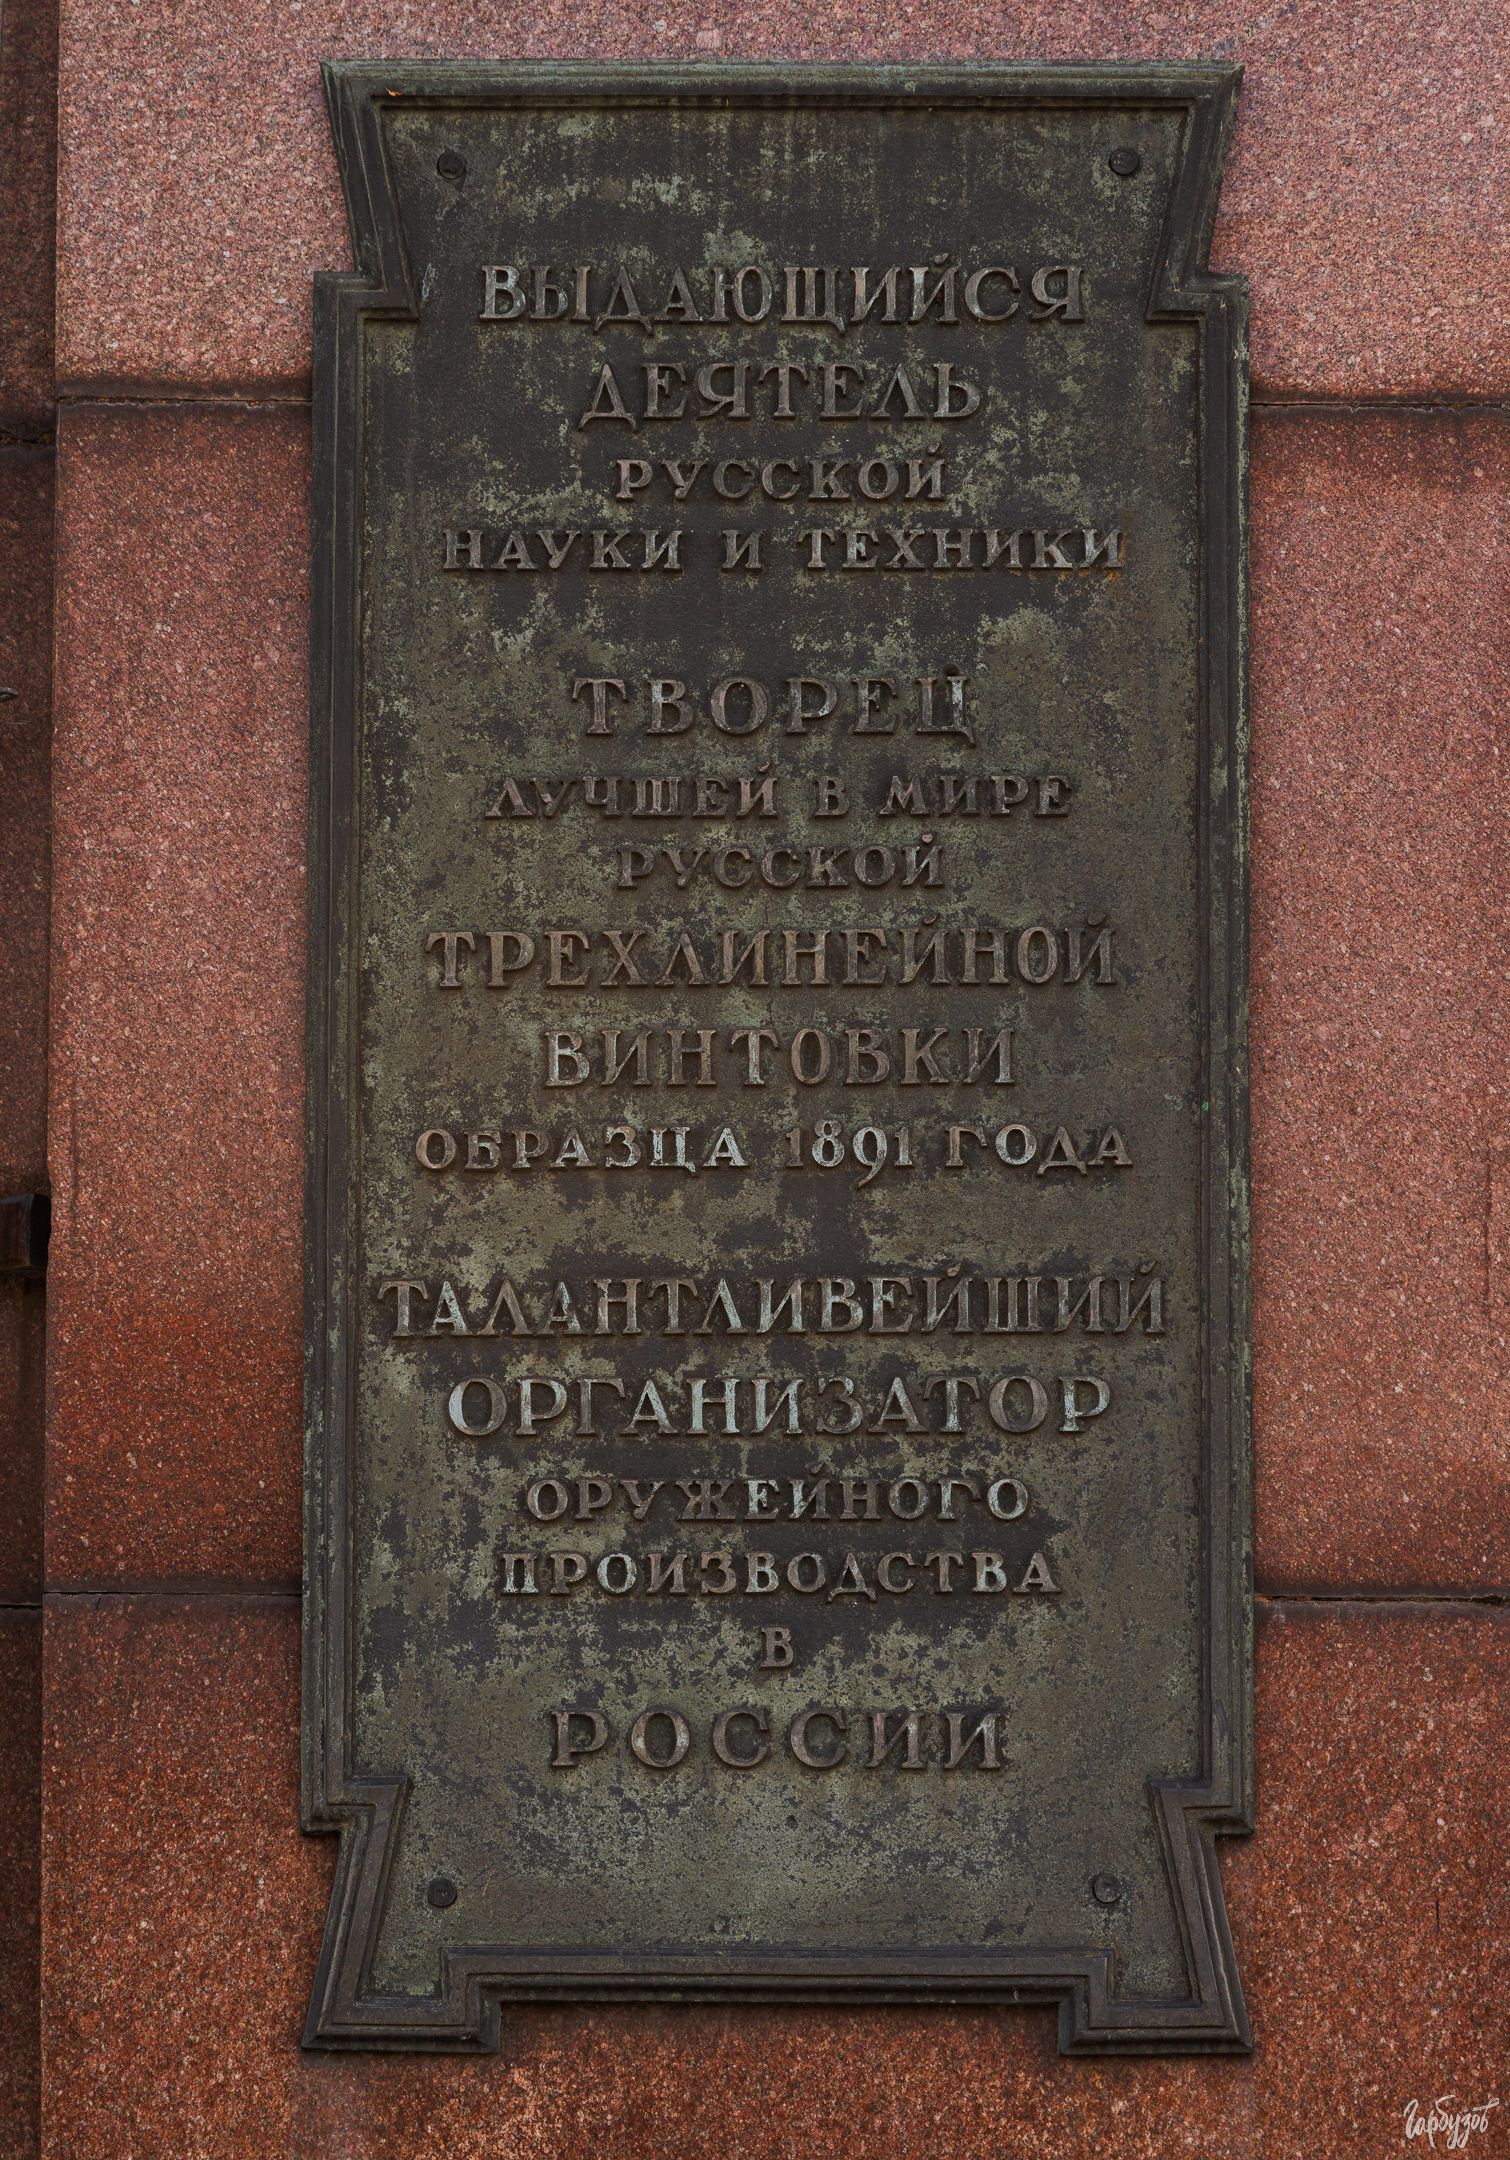 ВЫДАЮЩИЙСЯ
ДЕЯТЕЛЬ
РУССКОЙ
НАУКИ И ТЕХНИКИ
ТВОРЕЦ
ЛУЧШЕЙ В МИРЕ
РУССКОЙ
ТРЕХЛИНЕЙНОЙ
ВИНТОВКИ
ОБРАЗЦА 1891 ГОДА
ТАЛАНТЛИВЕЙШИЙ
ОРГАНИЗАТОР
ОРУЖЕЙНОГО
ПРОИЗВОДСТВА
В
РОССИИ
Гарбузов